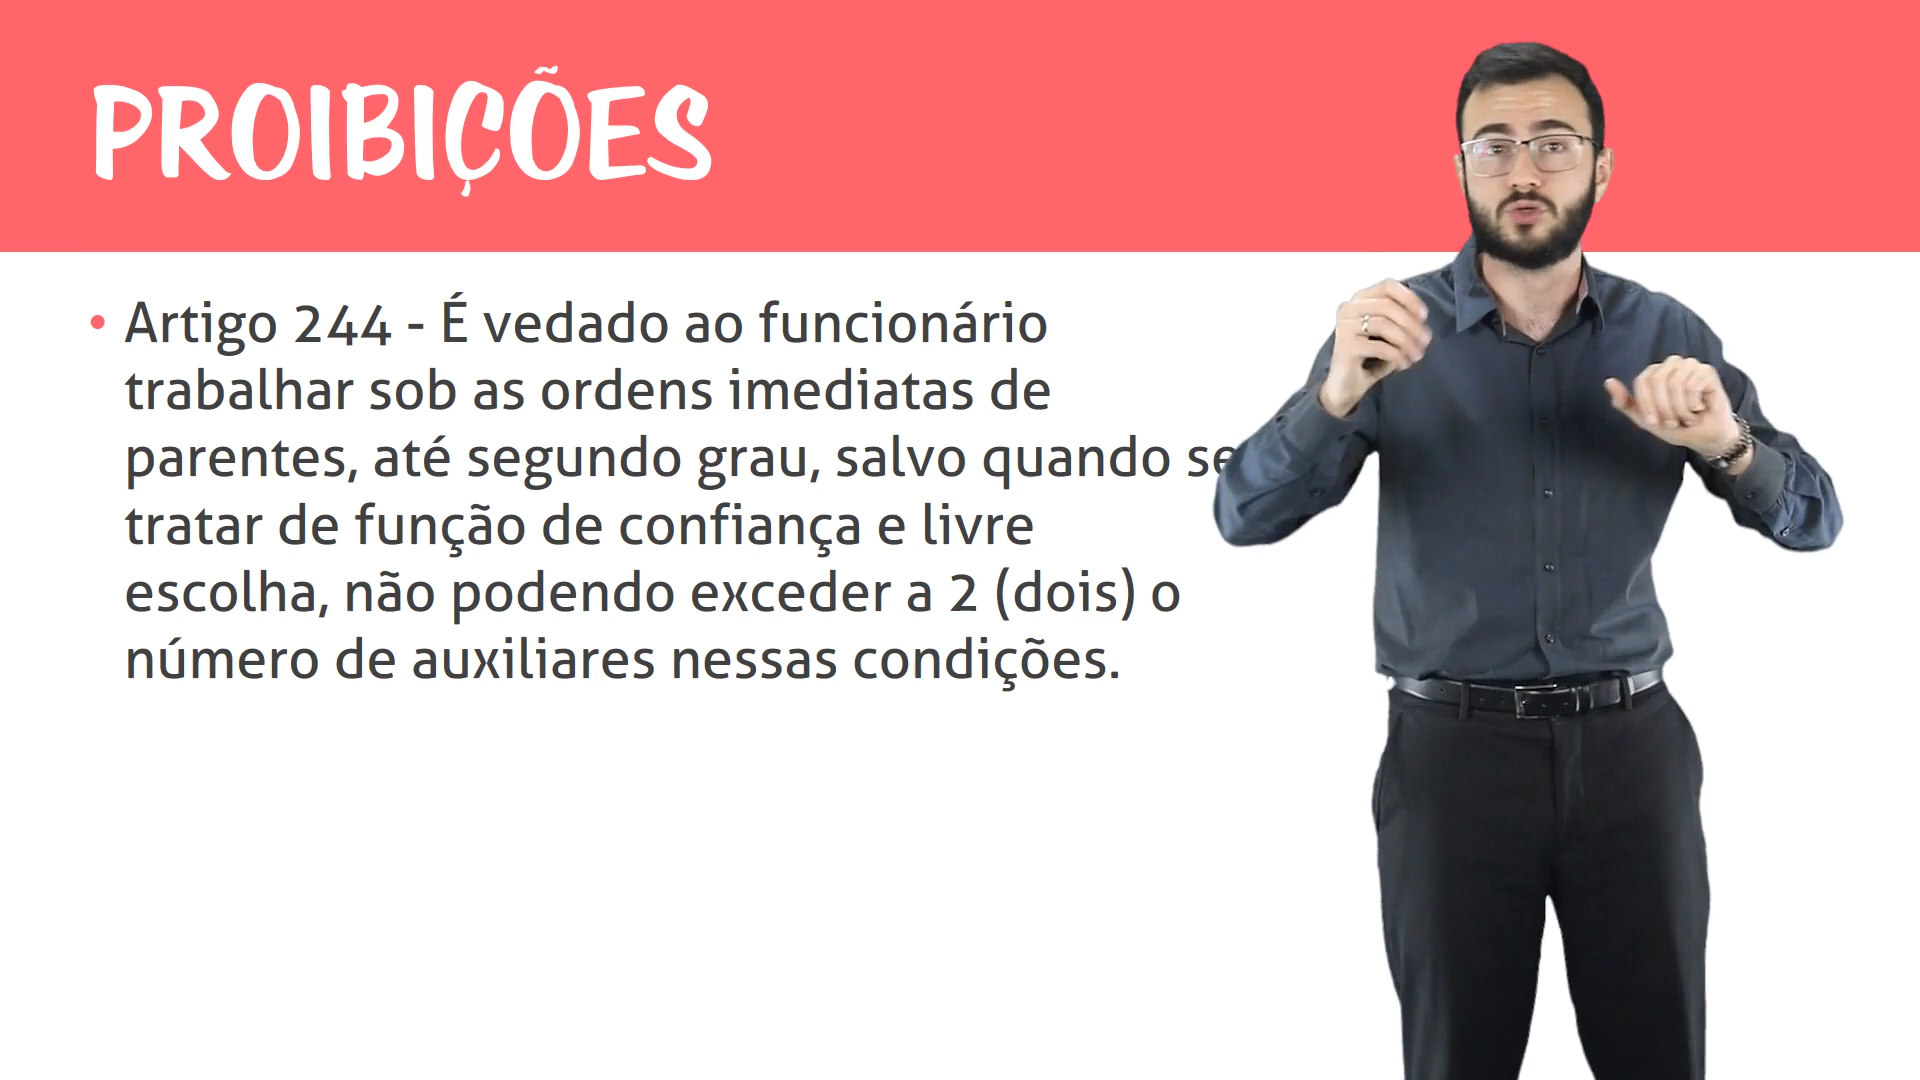 PROIBIÇÕES
• Artigo 244 - É vedado ao funcionário
trabalhar sob as ordens imediatas de
parentes, até segundo grau, salvo quando se
tratar de função de confiança e livre
escolha, não podendo exceder a 2 (dois) o
número de auxiliares nessas condições.